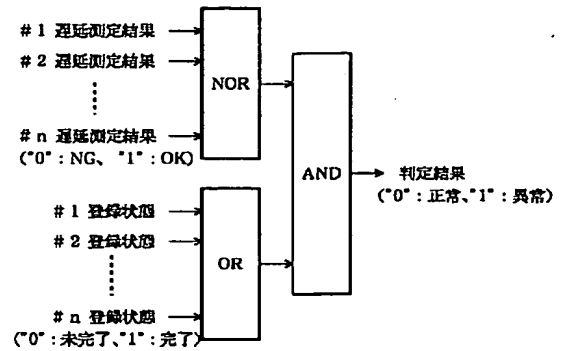 #1 遅延測定結果
#2 遅延測定結果
#n 遅延測定結果
("0":NG、"1":OK)
NOR
#1 登録状態
#2 登録状態
#n 登録状態
("0":未完了、"1":完了)
OR
AND
判定結果
("0":正常、"1":異常)